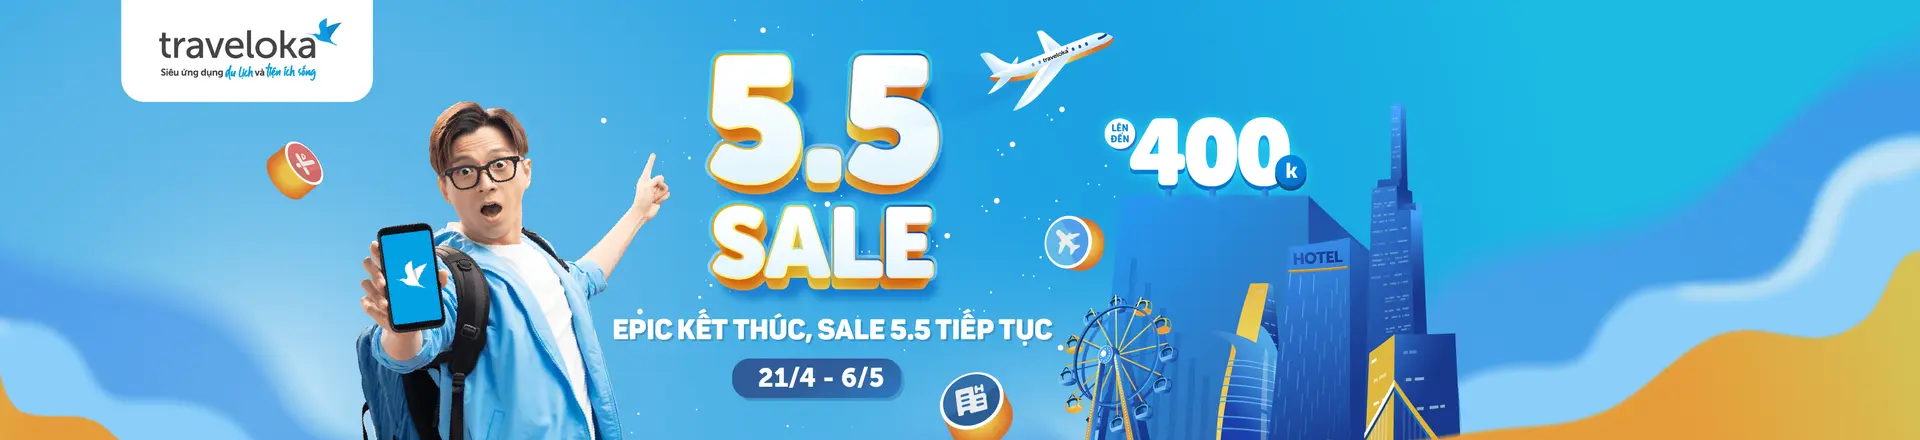 traveloka
Siêu ứng dụng du lịch và tiện ích sống
5.5
SALE
EPIC KẾT THÚC, SALE 5.5 TIẾP TỤC
21/4 - 6/5
traveloka
LÊN
ĐẾN
400k
HOTEL
H